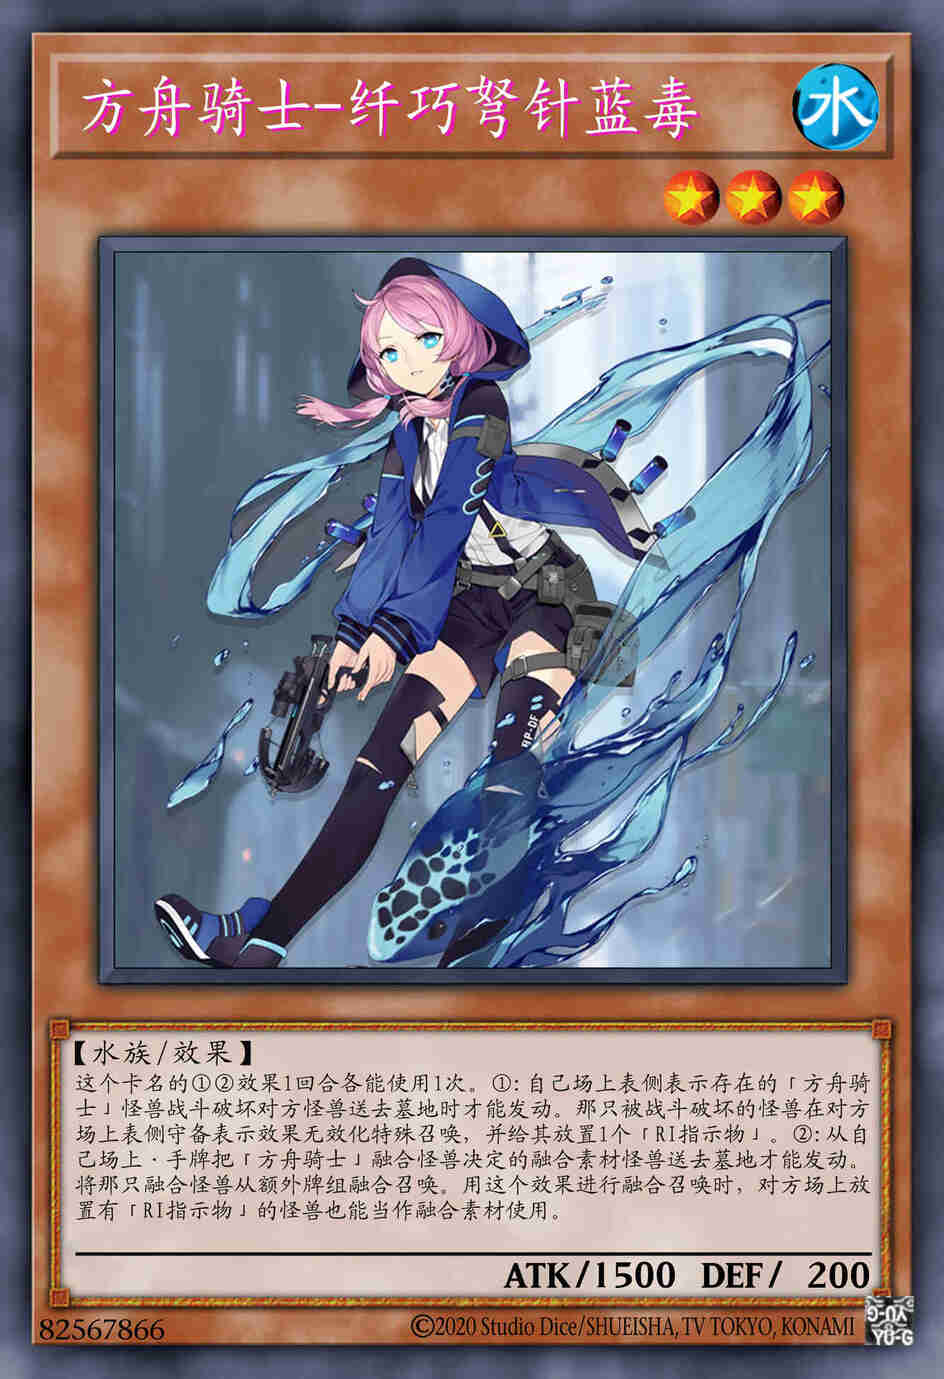 方舟骑士-纤巧弩针蓝毒
水
RP-DF
【水族/效果】
这个卡名的①②效果1回合各能使用1次。①:自己场上表侧表示存在的「方舟骑
士」怪兽战斗破坏对方怪兽送去墓地时才能发动。那只被战斗破坏的怪兽在对方
场上表侧守备表示效果无效化特殊召唤，并给其放置1个「RI指示物」。②:从自
己场上·手牌把「方舟骑士」融合怪兽决定的融合素材怪兽送去墓地才能发动。
将那只融合怪兽从额外牌组融合召唤。用这个效果进行融合召唤时，对方场上放
置有「RI指示物」的怪兽也能当作融合素材使用。
ATK/1500 DEF/ 200
82567866
©2020 Studio Dice/SHUEISHA, TV TOKYO, KONAMI
YU-G